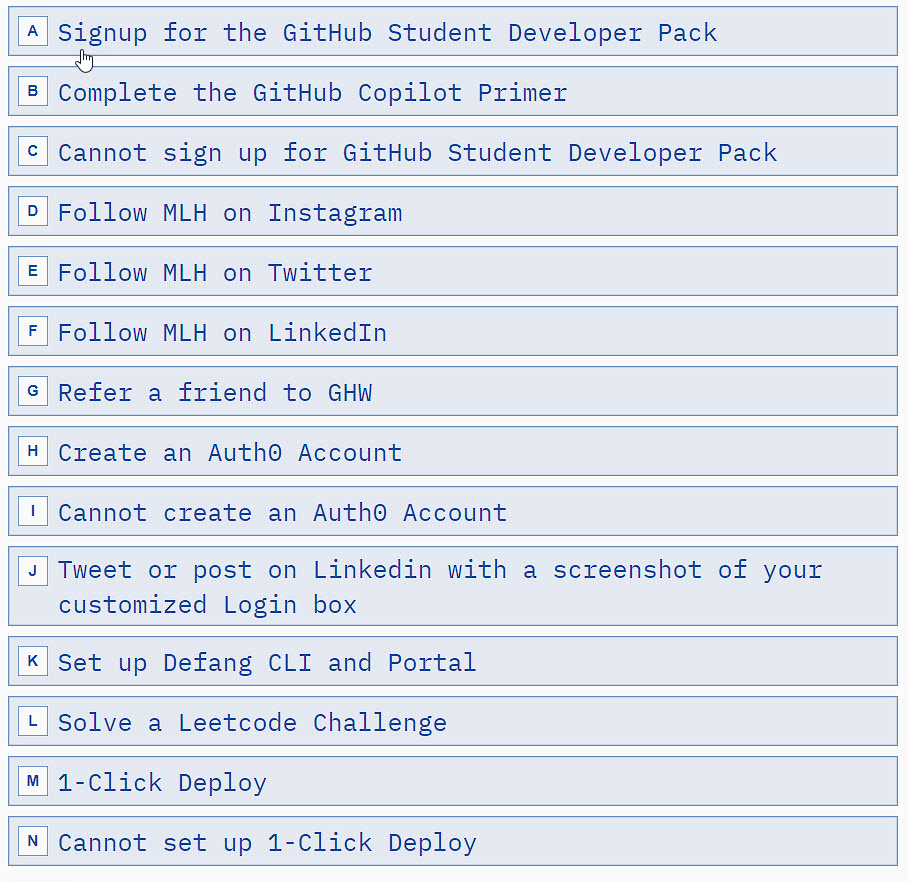 A Signup for the GitHub Student Developer Pack
B Complete the GitHub Copilot Primer
C Cannot sign up for GitHub Student Developer Pack
D Follow MLH on Instagram
E Follow MLH on Twitter
F Follow MLH on LinkedIn
G Refer a friend to GHW
H Create an Auth0 Account
I Cannot create an Auth0 Account
J Tweet or post on Linkedin with a screenshot of your
customized Login box
K Set up Defang CLI and Portal
L Solve a Leetcode Challenge
M 1-Click Deploy
N Cannot set up 1-Click Deploy